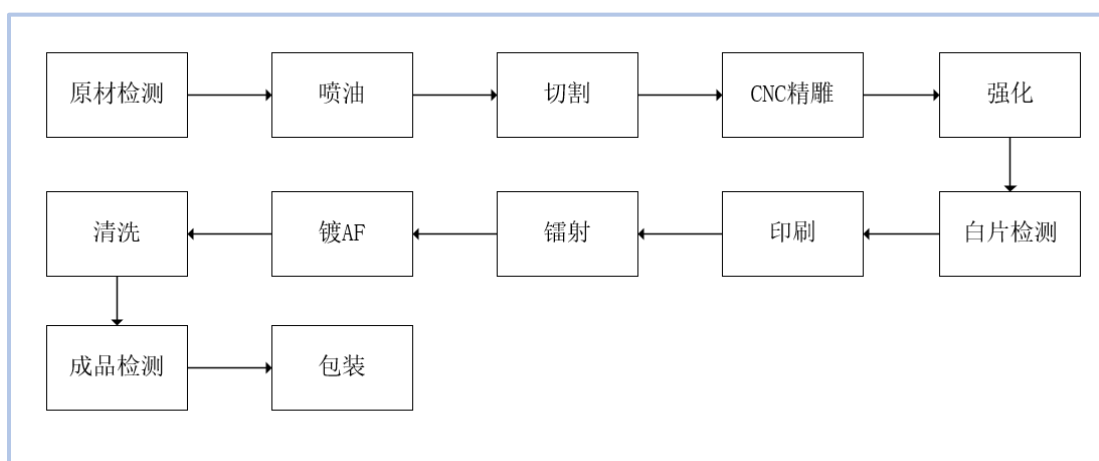 原材检测
喷油
切割
CNC精雕
强化
白片检测
印刷
镭射
镀AF
清洗
成品检测
包装